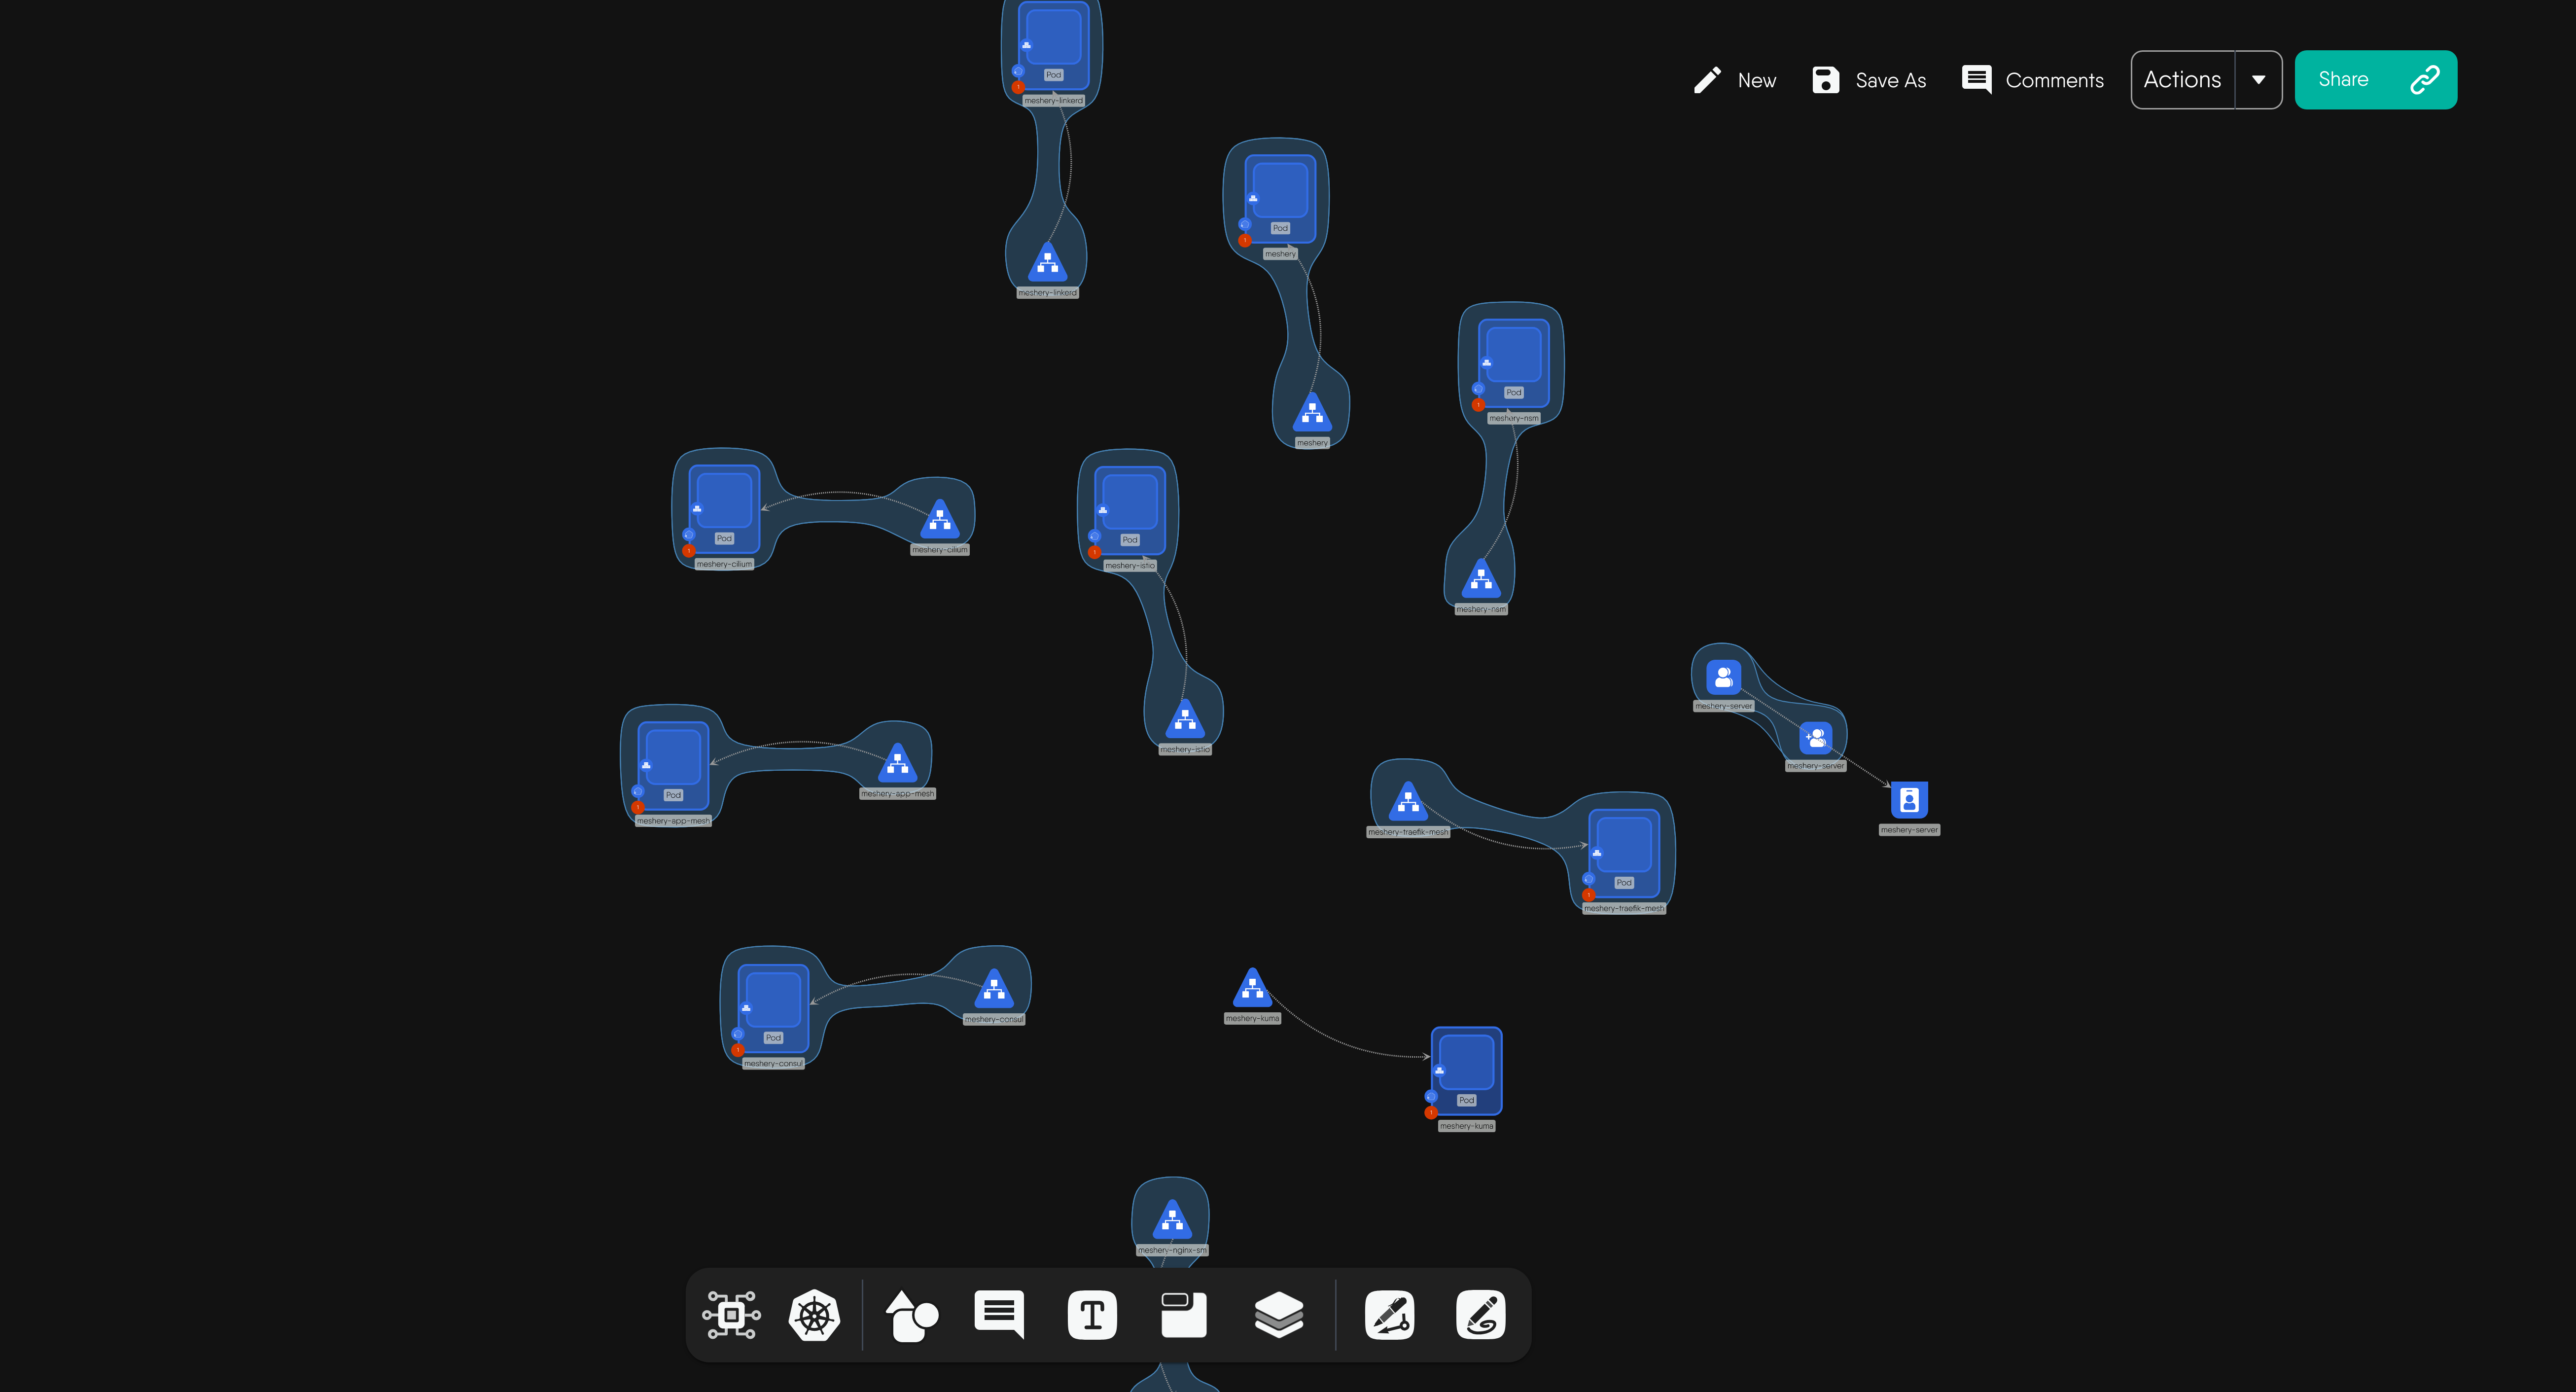 Pod
meshery-linkerd
New
Save As
Comments
Actions
Share
Pod
meshery
meshery-linkerd
Pod
meshery-nsm
meshery
Pod
meshery-cilium
meshery-cilium
Pod
meshery-istio
meshery-nsm
meshery-server
meshery-istio
meshery-server
Pod
meshery-app-mesh
meshery-app-mesh
meshery-traefik-mesh
meshery-server
Pod
meshery-traefik-mesh
meshery-consul
Pod
meshery-consul
meshery-kuma
Pod
meshery-kuma
meshery-nginx-sm
T